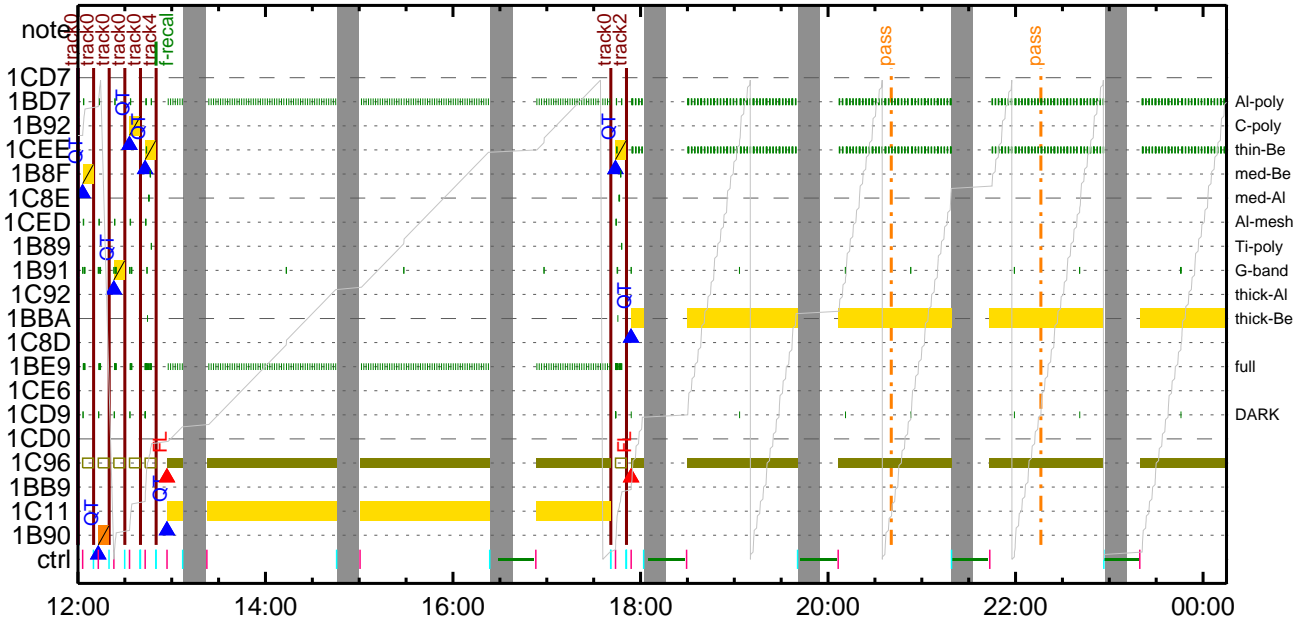 note
track0
track0
track0
track0
track0
track4
f-recal
track0
track2
pass
pass
1CD7
1BD7 Al-poly
1B92 C-poly
1CEE thin-Be
1B8F med-Be
1C8E med-Al
1CED Al-mesh
1B89 Ti-poly
1B91 G-band
1C92 thick-Al
1BBA thick-Be
1C8D
1BE9 full
1CE6
1CD9 DARK
1CD0
1C96
1BB9
1C11
1B90
ctrl
QT
QT
QT
QT
QT
QT
QT
QT
FL
FL
12:00 14:00 16:00 18:00 20:00 22:00 00:00